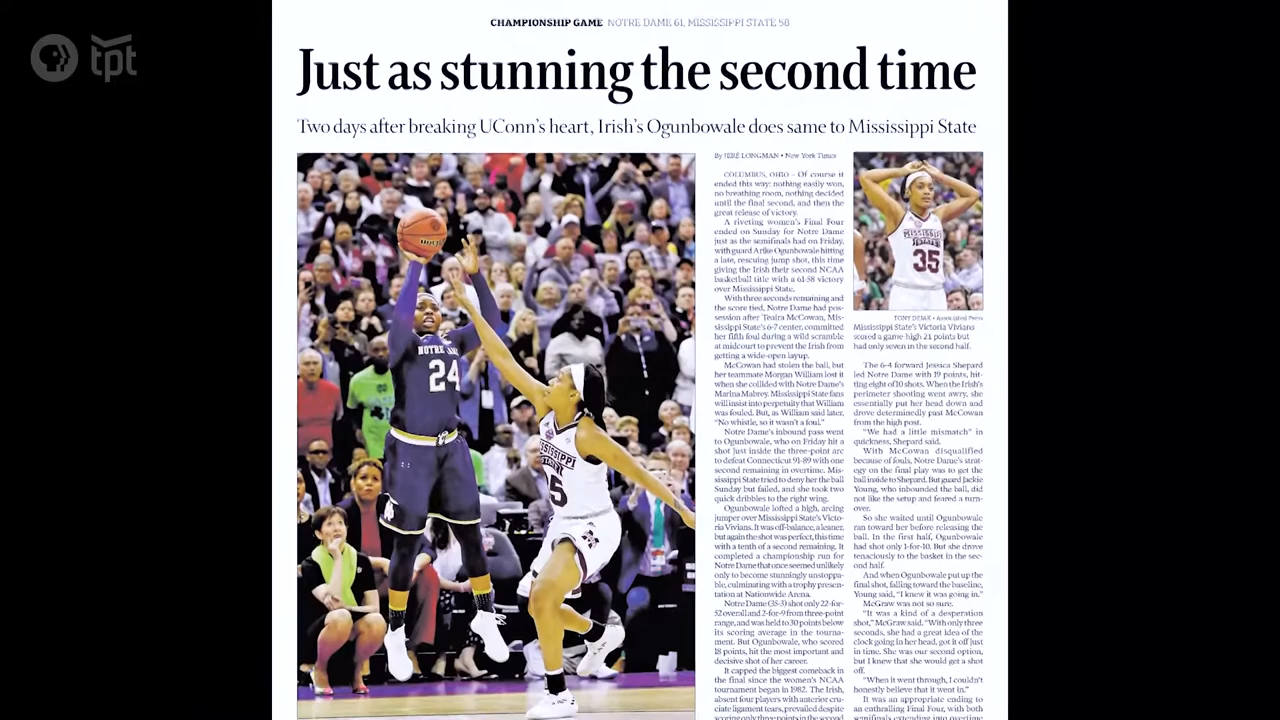 tpt
CHAMPIONSHIP GAME NOTRE DAME 61, MISSISSIPPI STATE 58
Just as stunning the second time
Two days after breaking UConn's heart, Irish's Ogunbowale does same to Mississippi State
NOTRE DAME
24
MISSISSIPPI
By JERÉ LONGMAN • New York Times
COLUMBUS, OHIO – Of course it
ended this way: nothing easily won,
no breathing room, nothing decided
until the final second, and then the
great release of victory.
A riveting women's Final Four
ended on Sunday for Notre Dame
just as the semifinals had on Friday,
with guard Arike Ogunbowale hitting
a late, rescuing jump shot, this time
giving the Irish their second NCAA
basketball title with a 61-58 victory
over Mississippi State.
With three seconds remaining and
the score tied, Notre Dame had pos-
session after Teaira McCowan, Mis-
sissippi State's 6-7 center, committed
her fifth foul during a wild scramble
at midcourt to prevent the Irish from
getting a wide-open layup.
McCowan had stolen the ball, but
her teammate Morgan William lost it
when she collided with Notre Dame's
Marina Mabrey. Mississippi State fans
will insist into perpetuity that William
was fouled. But, as William said later,
"No whistle, so it wasn't a foul."
Notre Dame's inbound pass went
to Ogunbowale, who on Friday hit a
shot just inside the three-point arc
to defeat Connecticut 91-89 with one
second remaining in overtime. Mis-
sissippi State tried to deny her the ball
Sunday but failed, and she took two
quick dribbles to the right wing.
Ogunbowale lofted a high, arcing
jumper over Mississippi State's Victo-
ria Vivians. It was off-balance, a leaner,
but again the shot was perfect, this time
with a tenth of a second remaining. It
completed a championship run for
Notre Dame that once seemed unlikely
only to become stunningly unstoppa-
ble, culminating with a trophy presen-
tation at Nationwide Arena.
Notre Dame (35-3) shot only 22-for-
52 overall and 2-for-9 from three-point
range, and was held to 30 points below
its scoring average in the tourna-
ment. But Ogunbowale, who scored
18 points, hit the most important and
decisive shot of her career.
It capped the biggest comeback in
the final since the women's NCAA
tournament began in 1982. The Irish,
absent four players with anterior cru-
ciate ligament tears, prevailed despite
scoring only three points in the second
MISSISSIPPI
STATE
35
TONY DEJAK • Associated Press
Mississippi State's Victoria Vivians
scored a game-high 21 points but
had only seven in the second half.
The 6-4 forward Jessica Shepard
led Notre Dame with 19 points, hit-
ting eight of 10 shots. When the Irish's
perimeter shooting went awry, she
essentially put her head down and
drove determinedly past McCowan
from the high post.
"We had a little mismatch" in
quickness, Shepard said.
With McCowan disqualified
because of fouls, Notre Dame's strat-
egy on the final play was to get the
ball inside to Shepard. But guard Jackie
Young, who inbounded the ball, did
not like the setup and feared a turn-
over.
So she waited until Ogunbowale
ran toward her before releasing the
ball. In the first half, Ogunbowale
had shot only 1-for-10. But she drove
tenaciously to the basket in the sec-
ond half.
And when Ogunbowale put up the
final shot, falling toward the baseline,
Young said, "I knew it was going in."
McGraw was not so sure.
"It was a kind of a desperation
shot," McGraw said. "With only three
seconds, she had a great idea of the
clock going in her head, got it off just
in time. She was our second option,
but I knew that she would get a shot
off.
"When it went through, I couldn't
honestly believe that it went in."
It was an appropriate ending to
an enthralling Final Four, with both
semifinals extending into overtime